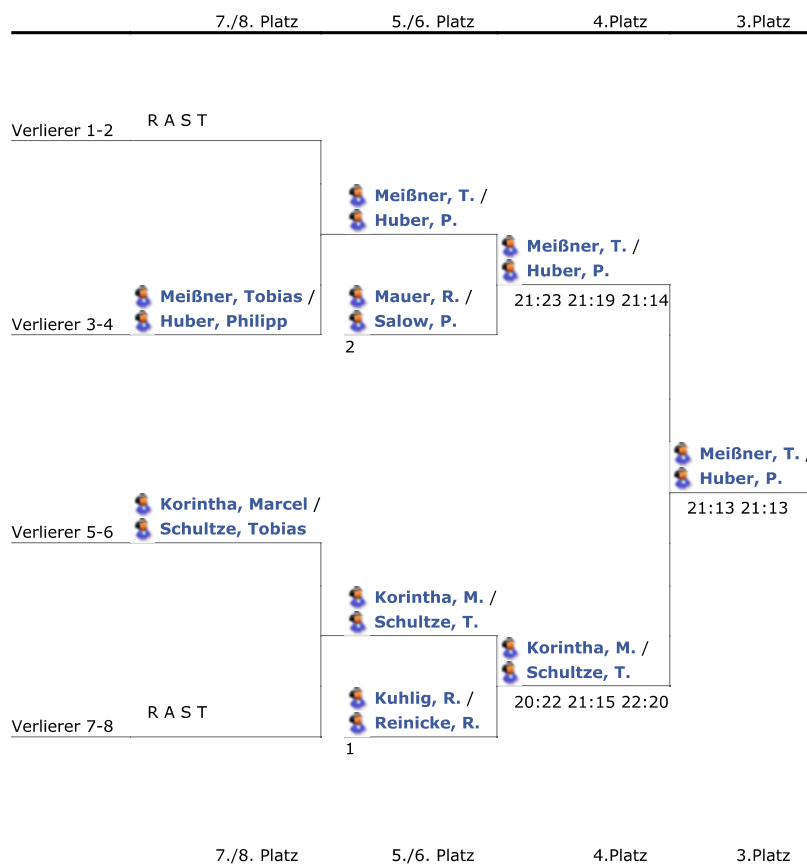 7./8. Platz 5./6. Platz 4.Platz 3.Platz
R A S T
Verlierer 1-2
Meißner, T. /
Huber, P.
Meißner, T. /
Huber, P.
Meißner, Tobias /
Huber, Philipp
Verlierer 3-4
Mauer, R. /
Salow, P.
2
21:23 21:19 21:14
Meißner, T. /
Huber, P.
21:13 21:13
Korintha, Marcel /
Schultze, Tobias
Verlierer 5-6
Korintha, M. /
Schultze, T.
Korintha, M. /
Schultze, T.
20:22 21:15 22:20
Kuhlig, R. /
Reinicke, R.
1
R A S T
Verlierer 7-8
7./8. Platz 5./6. Platz 4.Platz 3.Platz